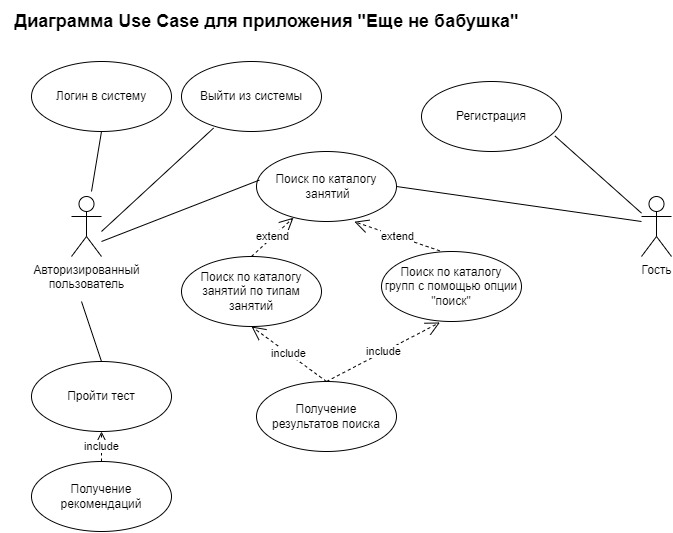 Диаграмма Use Case для приложения "Еще не бабушка"
Логин в систему
Выйти из системы
Регистрация
Поиск по каталогу
занятий
extend
extend
Авторизированный
пользователь
Гость
Поиск по каталогу
занятий по типам
занятий
Поиск по каталогу
групп с помощью опции
"поиск"
include
include
Пройти тест
Получение
результатов поиска
include
Получение
рекомендаций